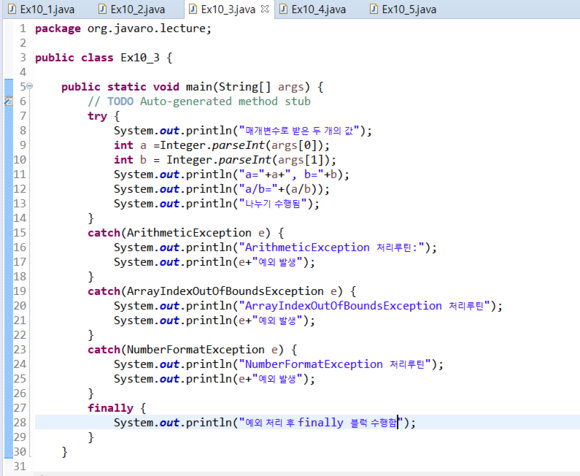 Ex10_1.java Ex10_2.java Ex10_3.java Ex10_4.java Ex10_5.java
1 package org.javaro.lecture;
2
3 public class Ex10_3 {
4
5 public static void main(String[] args) {
6 // TODO Auto-generated method stub
7 try {
8 System.out.println("매개변수로 받은 두 개의 값");
9 int a =Integer.parseInt(args[0]);
10 int b = Integer.parseInt(args[1]);
11 System.out.println("a="+a+", b="+b);
12 System.out.println("a/b="+(a/b));
13 System.out.println("나누기 수행됨");
14 }
15 catch(ArithmeticException e) {
16 System.out.println("ArithmeticException 처리루틴:");
17 System.out.println(e+"예외 발생");
18 }
19 catch(ArrayIndexOutOfBoundsException e) {
20 System.out.println("ArrayIndexOutOfBoundsException 처리루틴");
21 System.out.println(e+"예외 발생");
22 }
23 catch(NumberFormatException e) {
24 System.out.println("NumberFormatException 처리루틴");
25 System.out.println(e+"예외 발생");
26 }
27 finally {
28 System.out.println("예외 처리 후 finally 블럭 수행함");
29 }
30 }
31